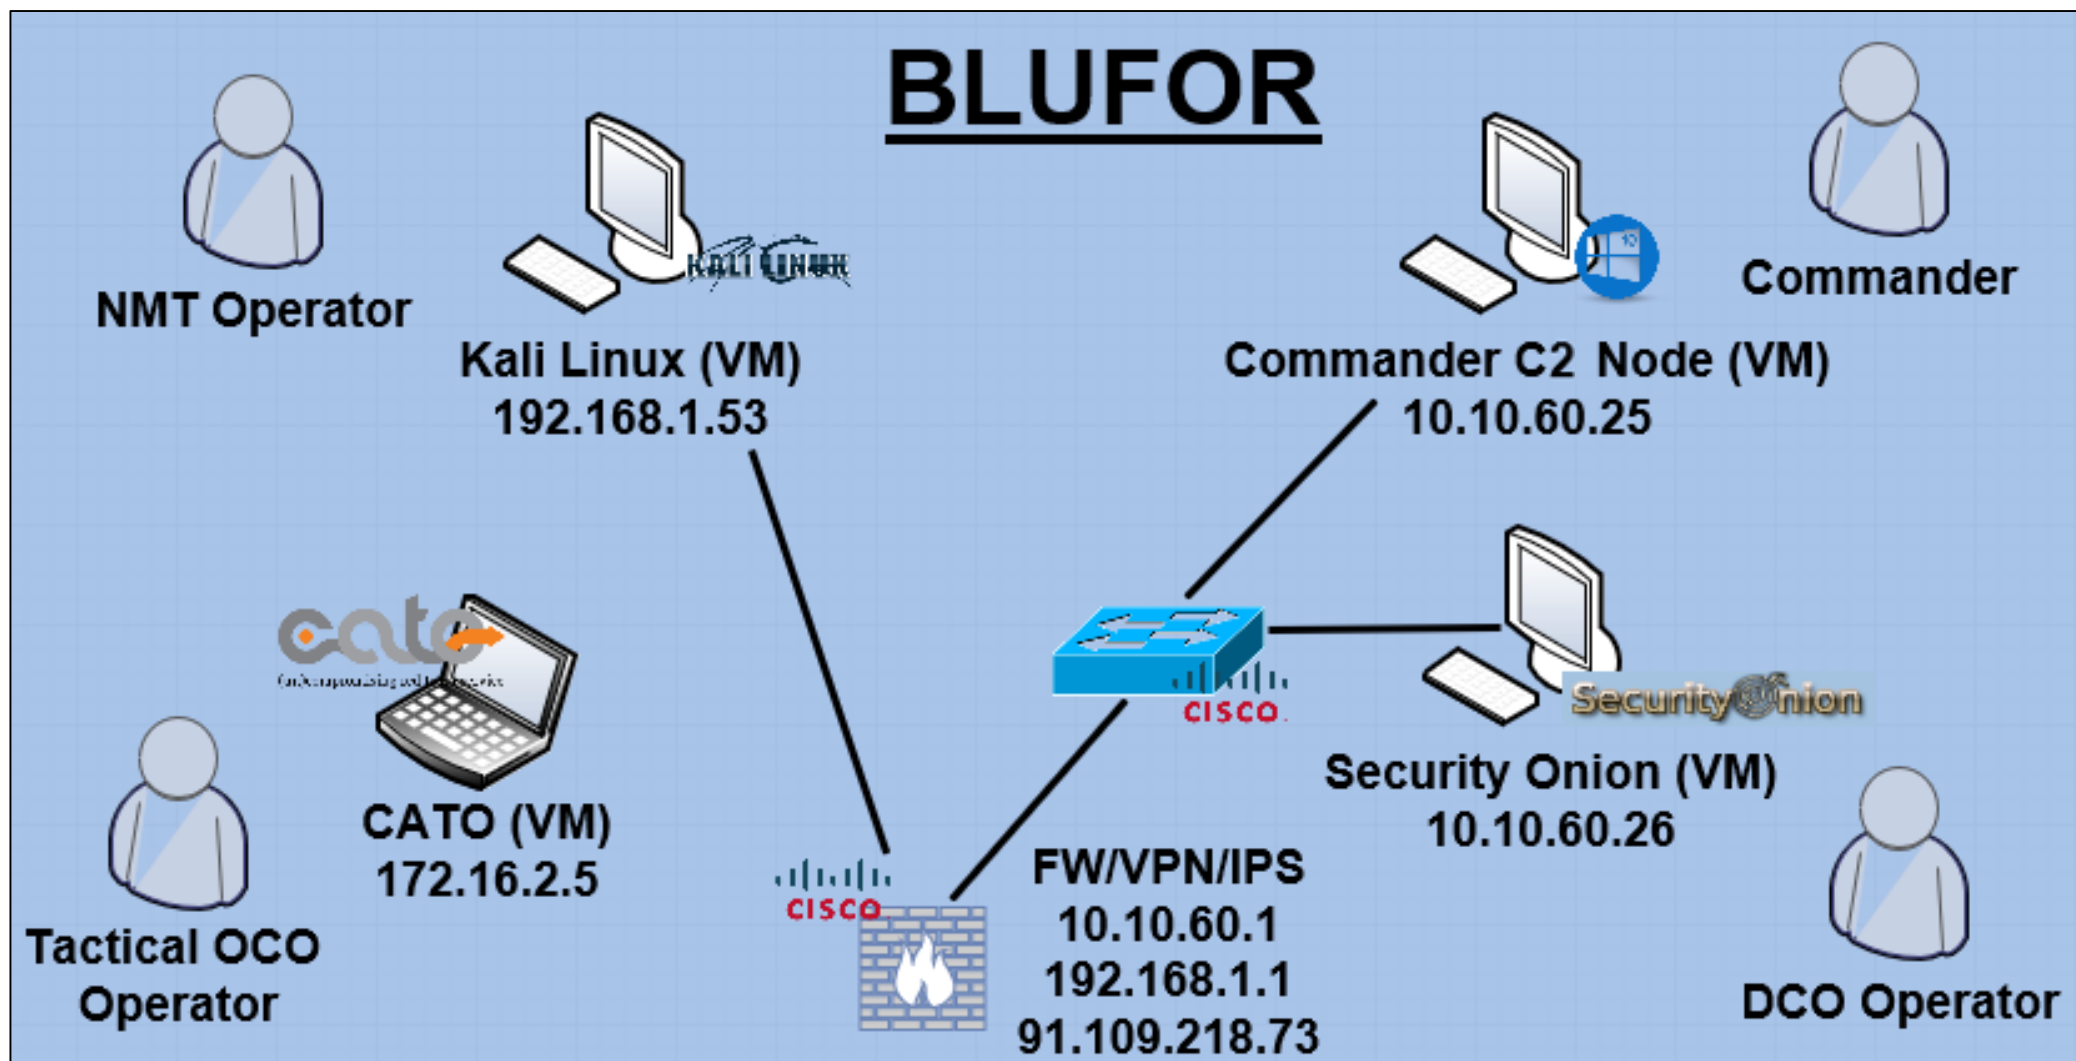 BLUFOR
NMT Operator
KALI LINUX
Kali Linux (VM)
192.168.1.53
10
Commander C2 Node (VM)
10.10.60.25
Commander
cato
CATO (VM)
172.16.2.5
Tactical OCO
Operator
CISCO
CISCO.
FW/VPN/IPS
10.10.60.1
192.168.1.1
91.109.218.73
Security Onion
Security Onion (VM)
10.10.60.26
DCO Operator